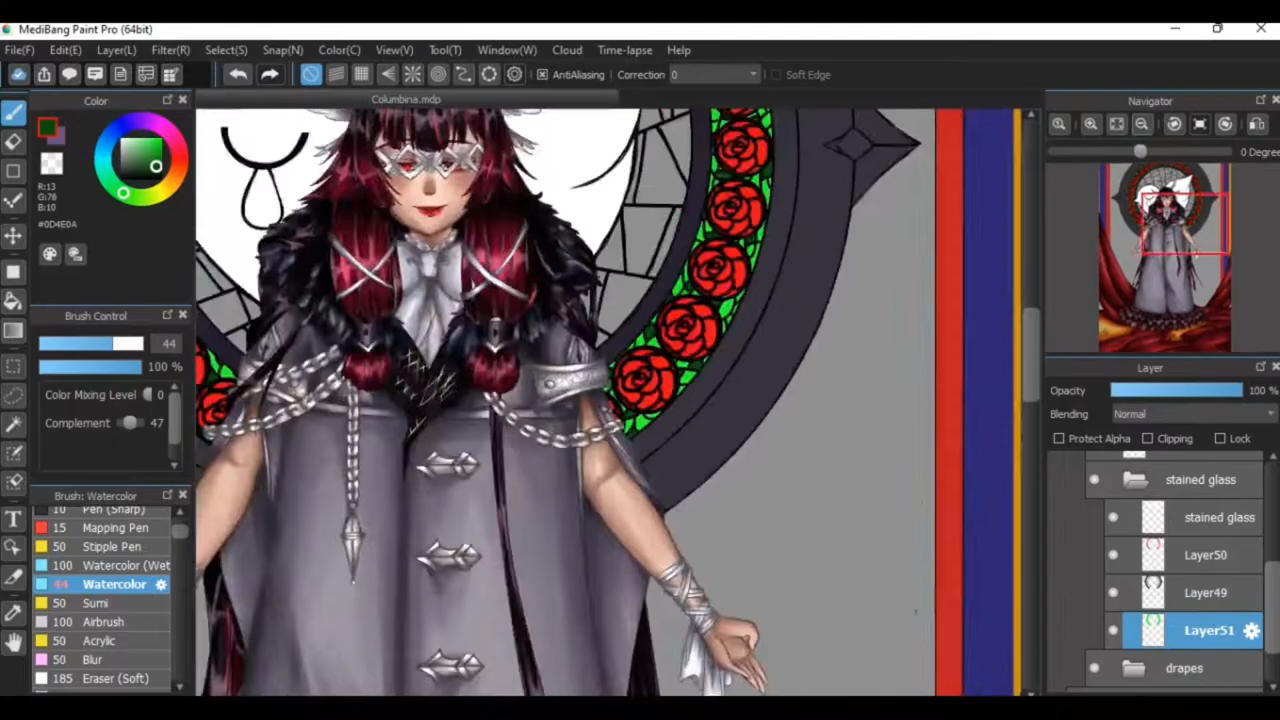 MediBang Paint Pro (64bit)
File(F) Edit(E) Layer(L) Filter(R) Select(S) Snap(N) Color(C) View(V) Tool(T) Window(W) Cloud Time-lapse Help
AntiAliasing Correction 0 Soft Edge
Color
Columbina.mdp
Navigator
0 Degree
R:13
G:78
B:10
#0D4E0A
Brush Control
44
100 %
Color Mixing Level 0
Complement 47
Brush: Watercolor
10 Pen (Sharp)
15 Mapping Pen
50 Stipple Pen
100 Watercolor (Wet
44 Watercolor
50 Sumi
100 Airbrush
50 Acrylic
50 Blur
185 Eraser (Soft)
Layer
Opacity 100 %
Blending Normal
Protect Alpha Clipping Lock
stained glass
stained glass
Layer50
Layer49
Layer51
drapes